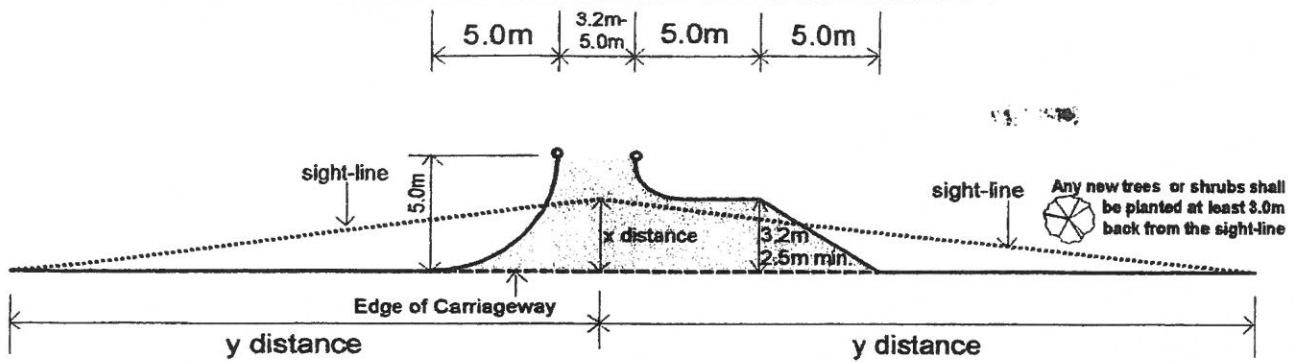 5.0m
3.2m-
5.0m
5.0m
5.0m
sight-line
5.0m
x distance
3.2m
2.5m min.
sight-line
Any new trees or shrubs shall
be planted at least 3.0m
back from the sight-line
Edge of Carriageway
y distance
y distance